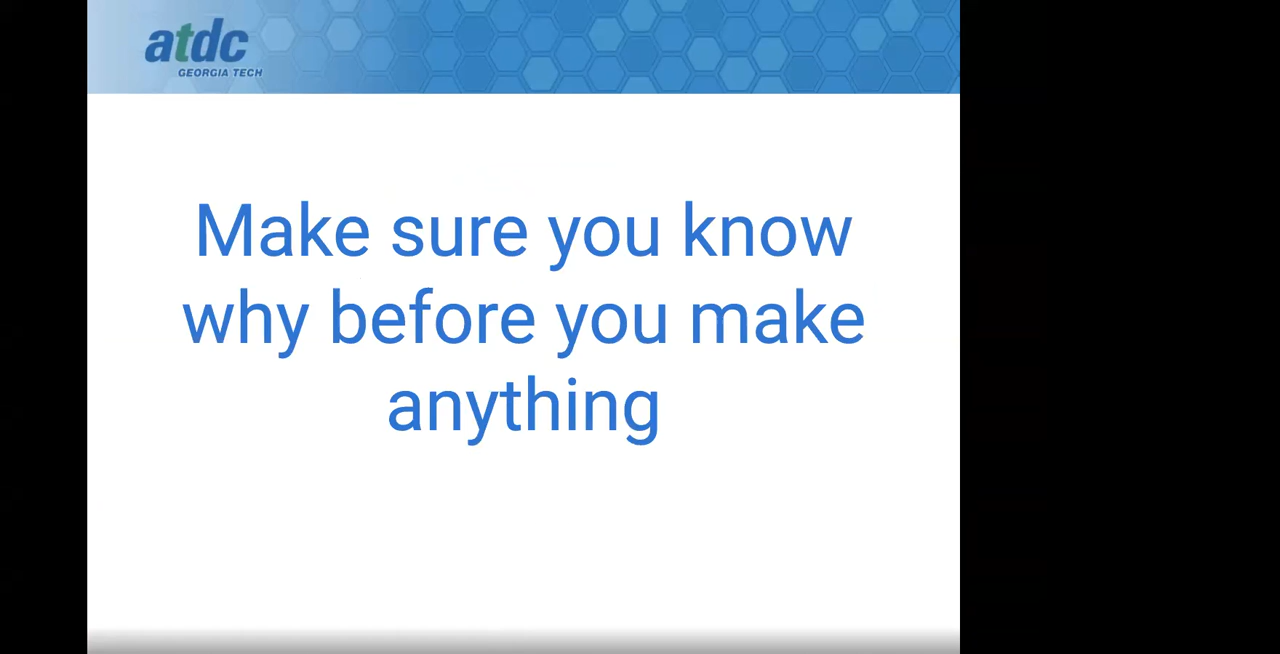 atdc
GEORGIA TECH
Make sure you know
why before you make
anything